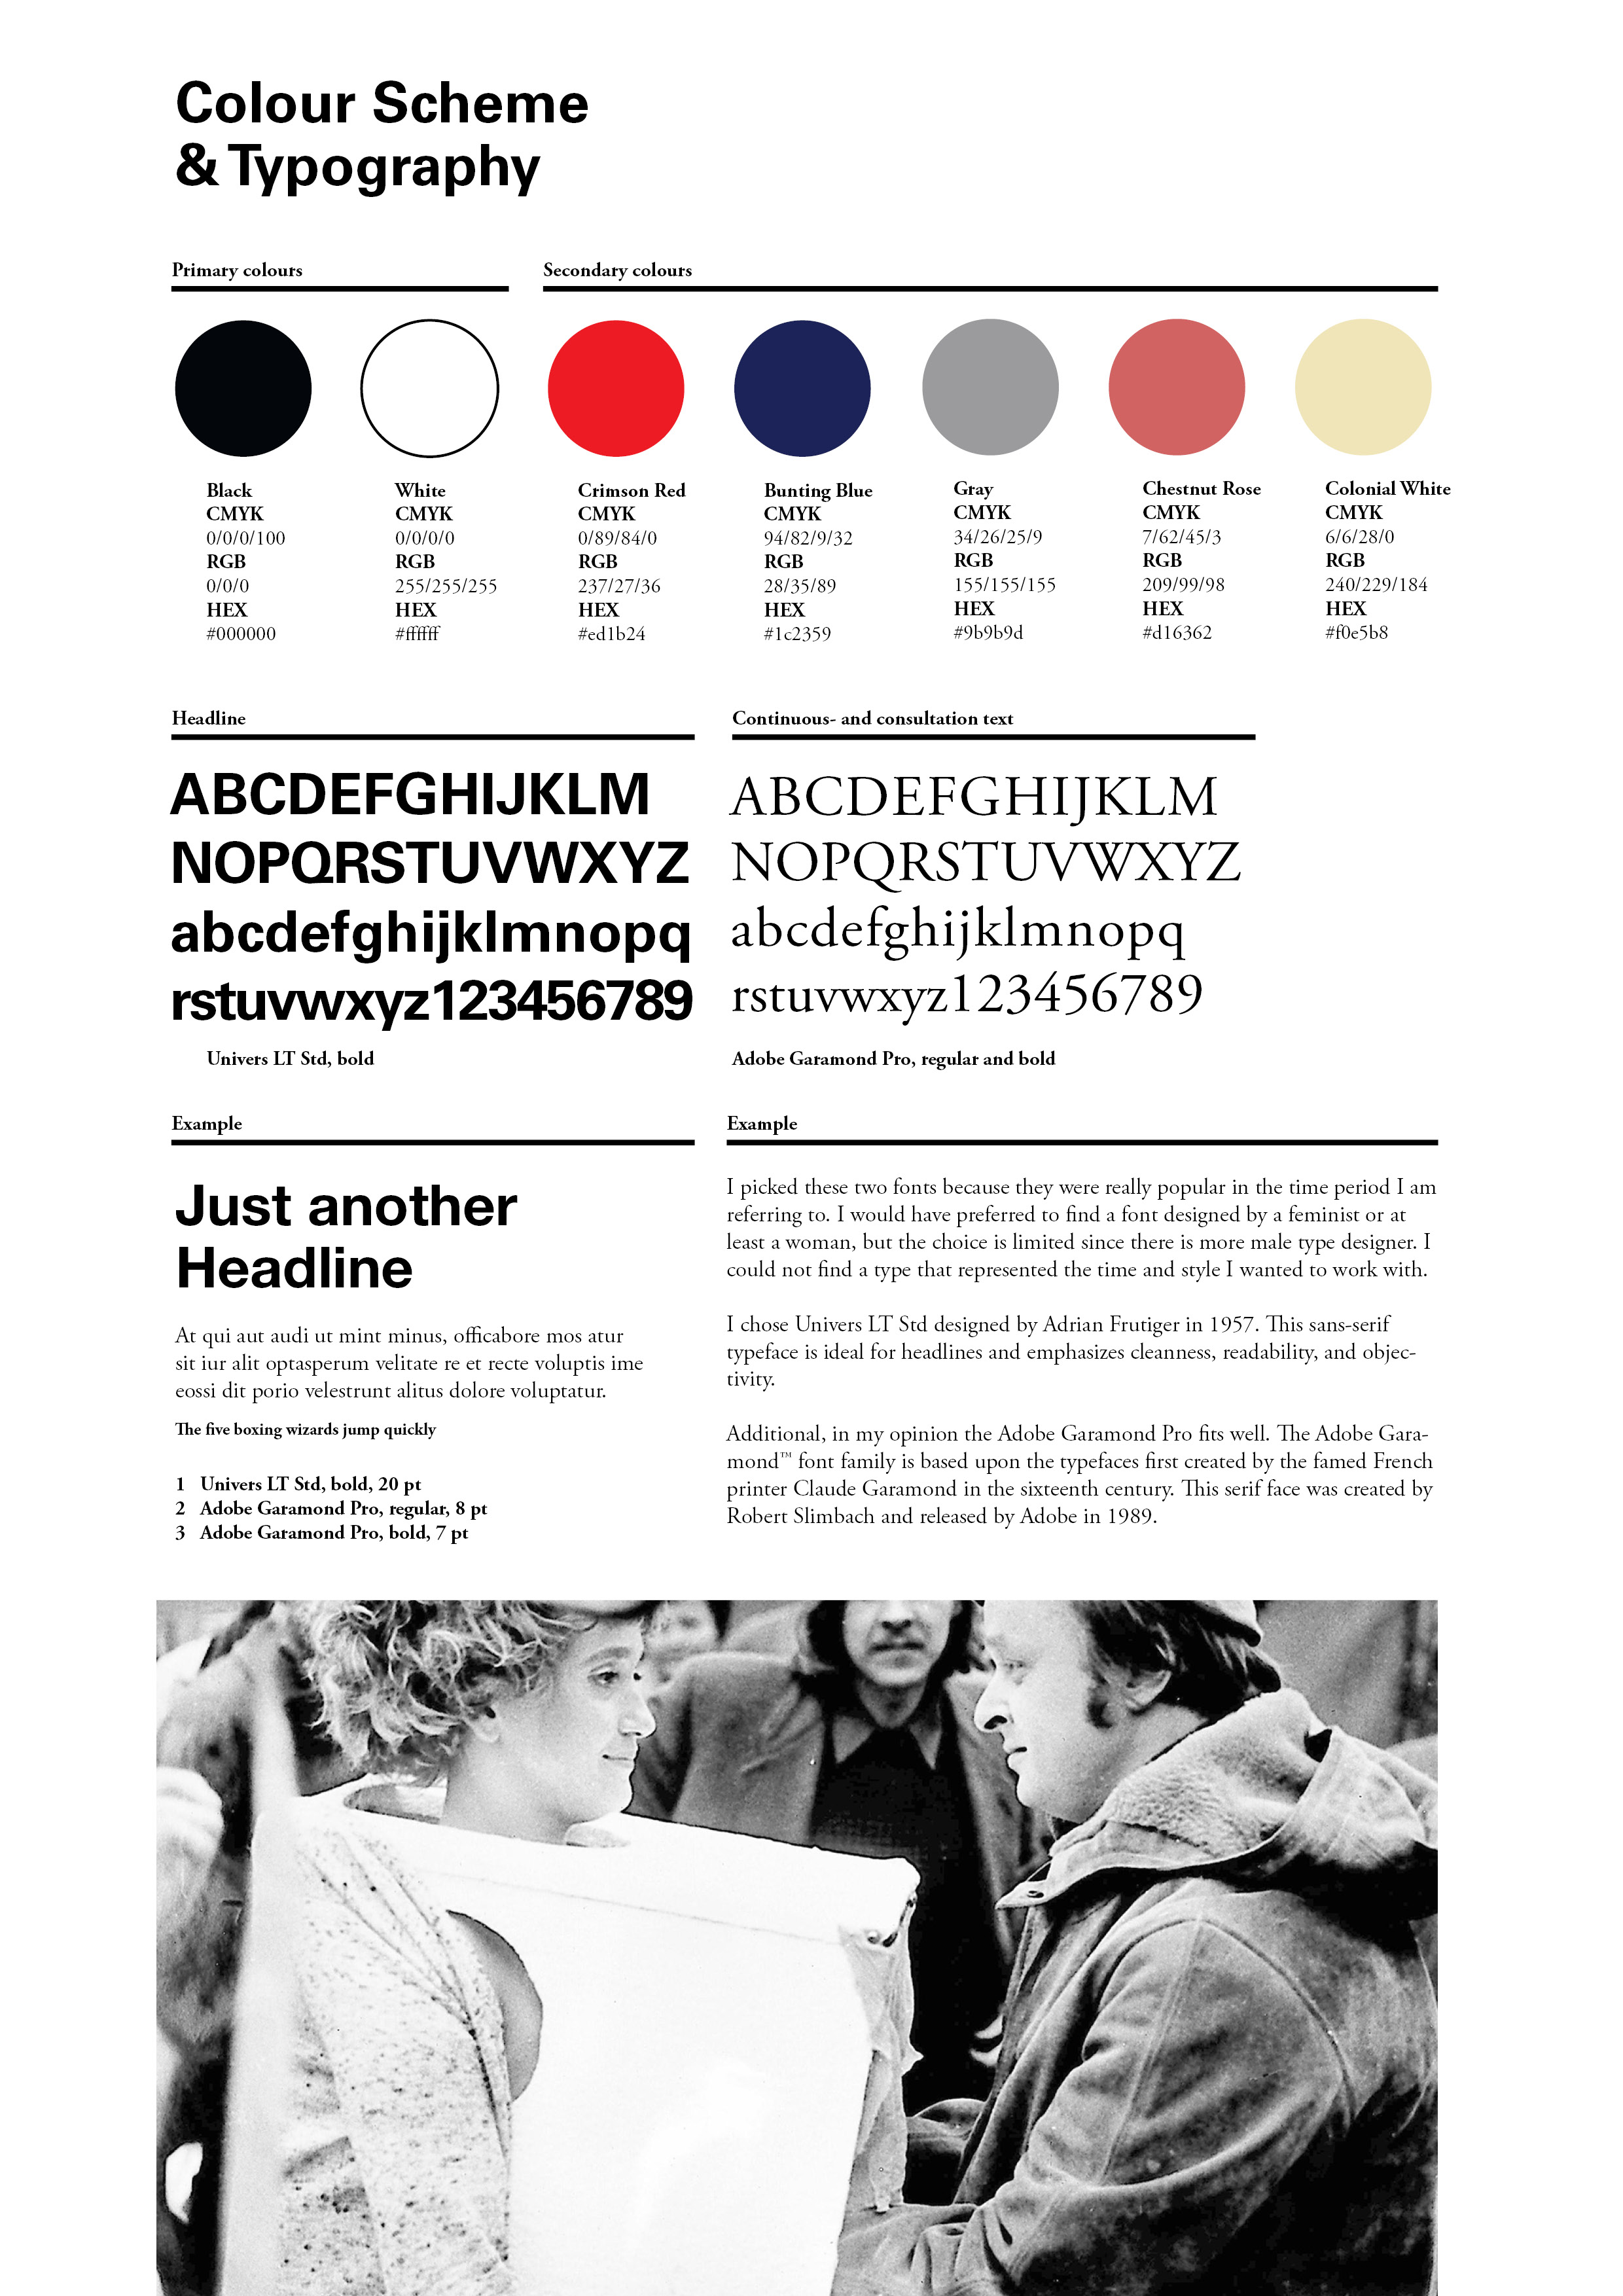 Colour Scheme
& Typography
Primary colours
Secondary colours
Black
CMYK
0/0/0/100
RGB
0/0/0
HEX
#000000
White
CMYK
0/0/0/0
RGB
255/255/255
HEX
#ffffff
Crimson Red
CMYK
0/89/84/0
RGB
237/27/36
HEX
#ed1b24
Bunting Blue
CMYK
94/82/9/32
RGB
28/35/89
HEX
#1c2359
Gray
CMYK
34/26/25/9
RGB
155/155/155
HEX
#9b9b9d
Chestnut Rose
CMYK
7/62/45/3
RGB
209/99/98
HEX
#d16362
Colonial White
CMYK
6/6/28/0
RGB
240/229/184
HEX
#f0e5b8
Headline
ABCDEFGHIJKLM
NOPQRSTUVWXYZ
abcdefghijklmnopq
rstuvwxyz123456789
Univers LT Std, bold
Continuous- and consultation text
ABCDEFGHIJKLM
NOPQRSTUVWXYZ
abcdefghijklmnopq
rstuvwxyz123456789
Adobe Garamond Pro, regular and bold
Example
Just another
Headline
At qui aut audi ut mint minus, officabore mos atur
sit iur alit optasperum velitate re et recte voluptis ime
eossi dit porio velestrunt alitus dolore voluptatur.
The five boxing wizards jump quickly
1 Univers LT Std, bold, 20 pt
2 Adobe Garamond Pro, regular, 8 pt
3 Adobe Garamond Pro, bold, 7 pt
Example
I picked these two fonts because they were really popular in the time period I am
referring to. I would have preferred to find a font designed by a feminist or at
least a woman, but the choice is limited since there is more male type designer. I
could not find a type that represented the time and style I wanted to work with.
I chose Univers LT Std designed by Adrian Frutiger in 1957. This sans-serif
typeface is ideal for headlines and emphasizes cleanness, readability, and objec-
tivity.
Additional, in my opinion the Adobe Garamond Pro fits well. The Adobe Gara-
mond™ font family is based upon the typefaces first created by the famed French
printer Claude Garamond in the sixteenth century. This serif face was created by
Robert Slimbach and released by Adobe in 1989.